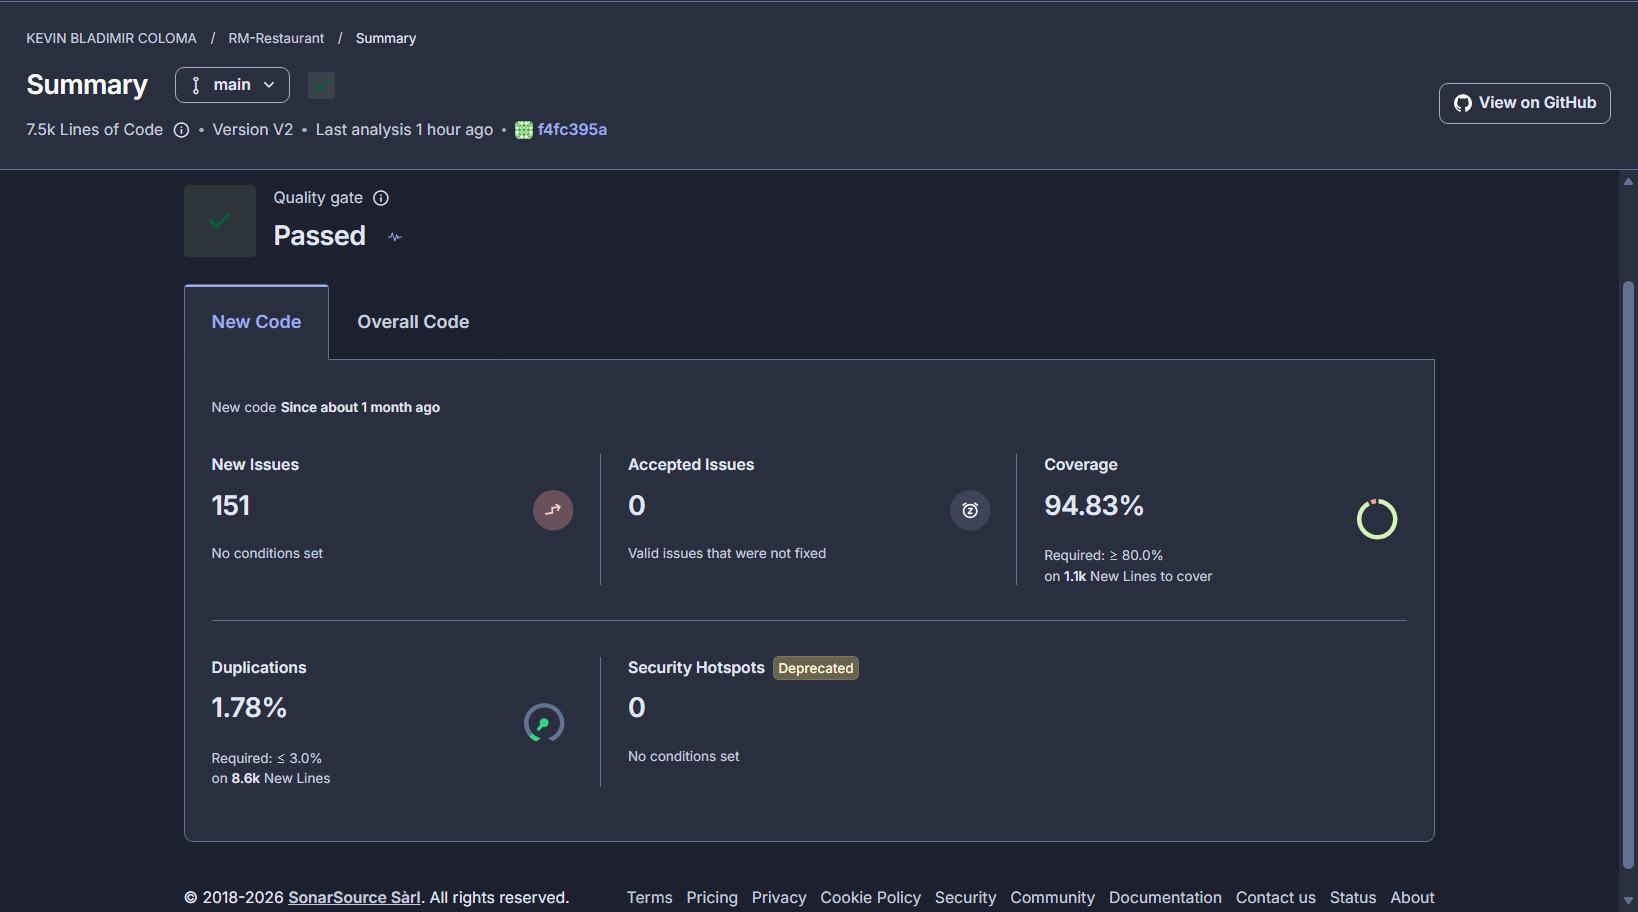 KEVIN BLADIMIR COLOMA / RM-Restaurant / Summary
Summary main
View on GitHub
7.5k Lines of Code • Version V2 • Last analysis 1 hour ago • f4fc395a
Quality gate
Passed
New Code Overall Code
New code Since about 1 month ago
New Issues
151
No conditions set
Accepted Issues
0
Valid issues that were not fixed
Coverage
94.83%
Required: ≥ 80.0%
on 1.1k New Lines to cover
Duplications
1.78%
Required: ≤ 3.0%
on 8.6k New Lines
Security Hotspots Deprecated
0
No conditions set
© 2018-2026 SonarSource Sàrl. All rights reserved. Terms Pricing Privacy Cookie Policy Security Community Documentation Contact us Status About